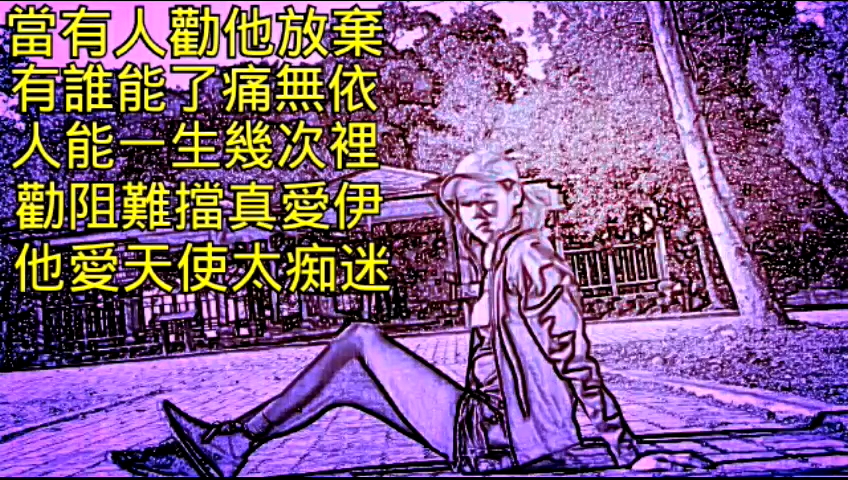 當有人勸他放棄
有誰能了痛無依
人能一生幾次裡
勸阻難擋真愛伊
他愛天使太痴迷